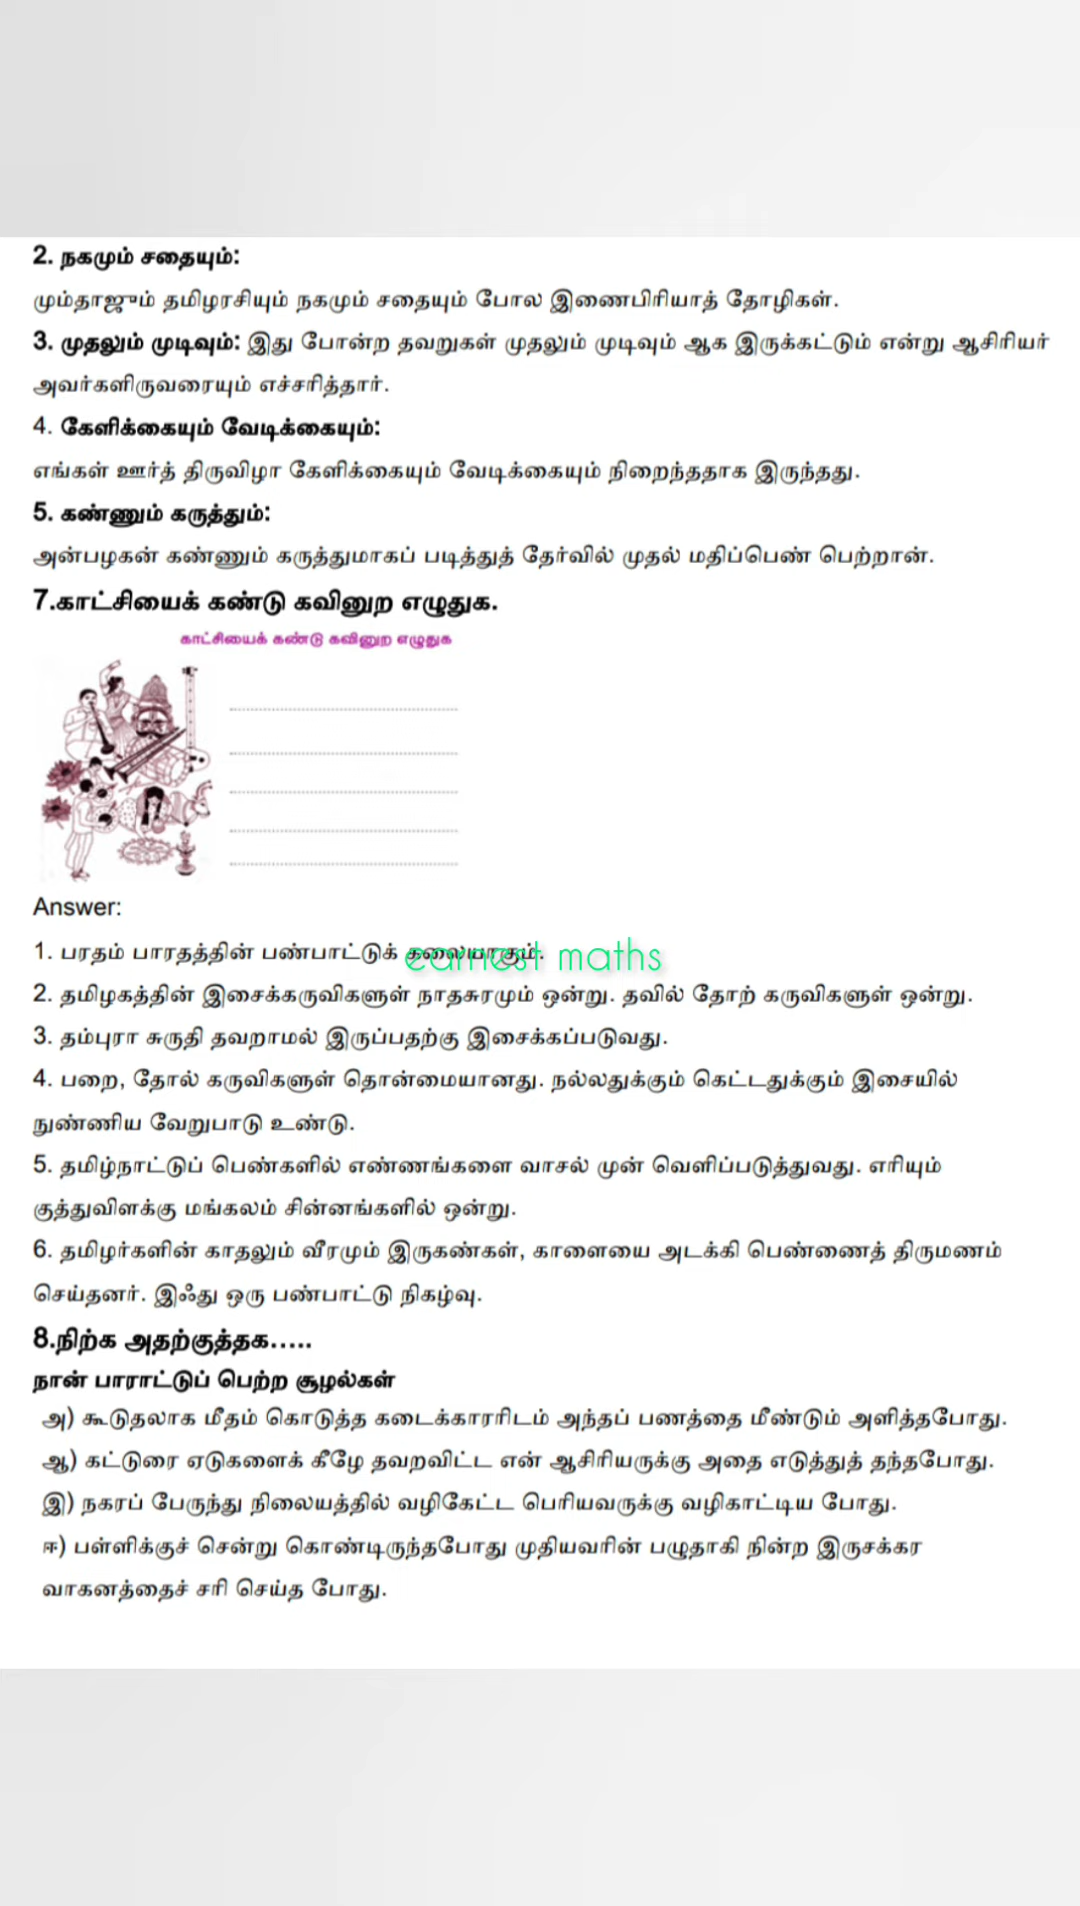 2. நகமும் சதையும்:
மும்தாஜும் தமிழரசியும் நகமும் சதையும் போல இணைபிரியாத் தோழிகள்.
3. முதலும் முடிவும்: இது போன்ற தவறுகள் முதலும் முடிவும் ஆக இருக்கட்டும் என்று ஆசிரியர்
அவர்களிருவரையும் எச்சரித்தார்.
4. கேளிக்கையும் வேடிக்கையும்:
எங்கள் ஊர்த் திருவிழா கேளிக்கையும் வேடிக்கையும் நிறைந்ததாக இருந்தது.
5. கண்ணும் கருத்தும்:
அன்பழகன் கண்ணும் கருத்துமாகப் படித்துத் தேர்வில் முதல் மதிப்பெண் பெற்றான்.
7.காட்சியைக் கண்டு கவினுற எழுதுக.
காட்சியைக் கண்டு கவினுற எழுதுக
Answer:
1. பரதம் பாரதத்தின் பண்பாட்டுக் கலையாகும்.
earnest maths
2. தமிழகத்தின் இசைக்கருவிகளுள் நாதசுரமும் ஒன்று. தவில் தோற் கருவிகளுள் ஒன்று.
3. தம்புரா சுருதி தவறாமல் இருப்பதற்கு இசைக்கப்படுவது.
4. பறை, தோல் கருவிகளுள் தொன்மையானது. நல்லதுக்கும் கெட்டதுக்கும் இசையில்
நுண்ணிய வேறுபாடு உண்டு.
5. தமிழ்நாட்டுப் பெண்களில் எண்ணங்களை வாசல் முன் வெளிப்படுத்துவது. எரியும்
குத்துவிளக்கு மங்கலம் சின்னங்களில் ஒன்று.
6. தமிழர்களின் காதலும் வீரமும் இருகண்கள், காளையை அடக்கி பெண்ணைத் திருமணம்
செய்தனர். இஃது ஒரு பண்பாட்டு நிகழ்வு.
8.நிற்க அதற்குத்தக.....
நான் பாராட்டுப் பெற்ற சூழல்கள்
அ) கூடுதலாக மீதம் கொடுத்த கடைக்காரரிடம் அந்தப் பணத்தை மீண்டும் அளித்தபோது.
ஆ) கட்டுரை ஏடுகளைக் கீழே தவறவிட்ட என் ஆசிரியருக்கு அதை எடுத்துத் தந்தபோது.
இ) நகரப் பேருந்து நிலையத்தில் வழிகேட்ட பெரியவருக்கு வழிகாட்டிய போது.
ஈ) பள்ளிக்குச் சென்று கொண்டிருந்தபோது முதியவரின் பழுதாகி நின்ற இருசக்கர
வாகனத்தைச் சரி செய்த போது.